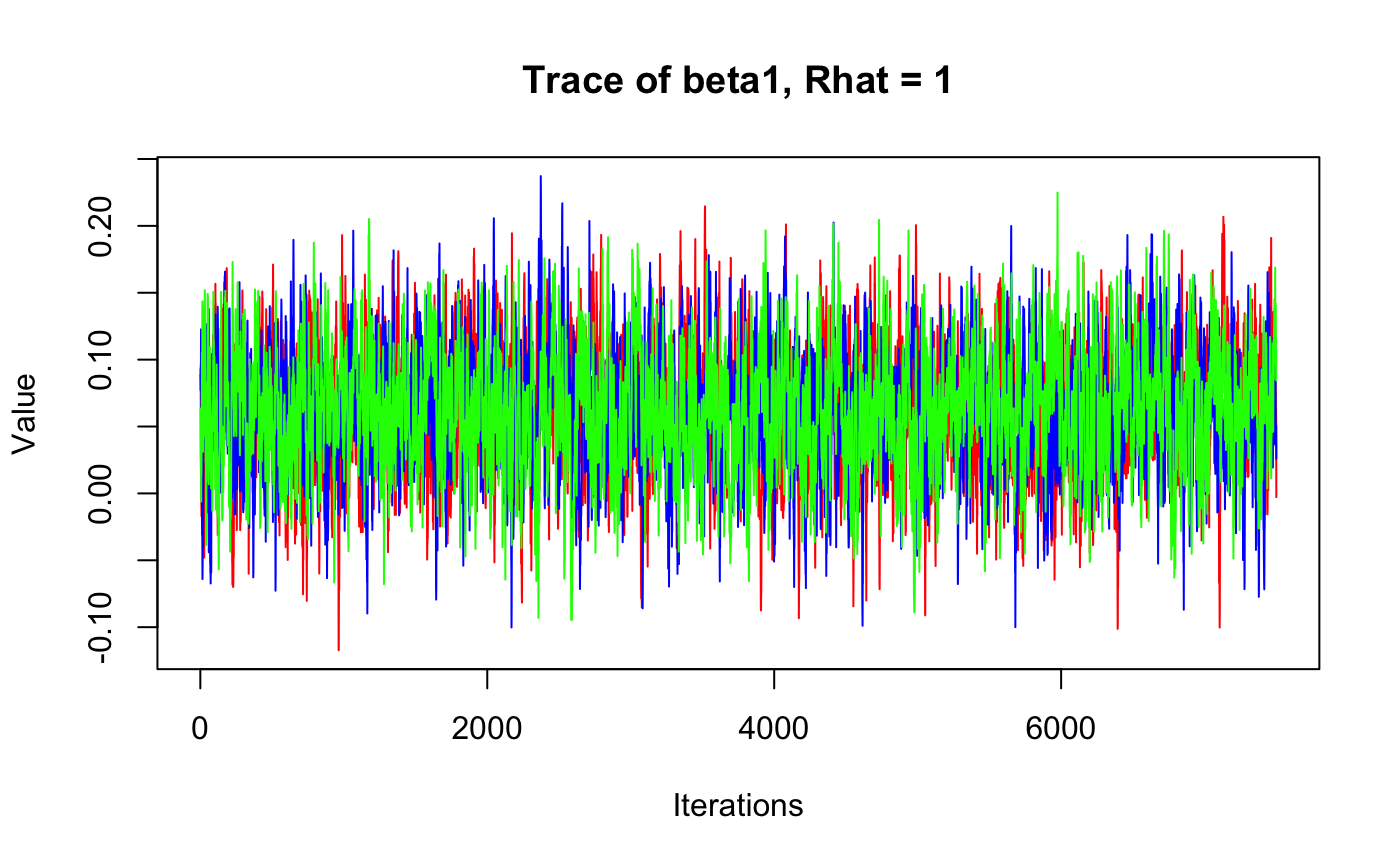 Trace of beta1, Rhat = 1
Value
0.20
0.10
0.00
-0.10
0 2000 4000 6000
Iterations